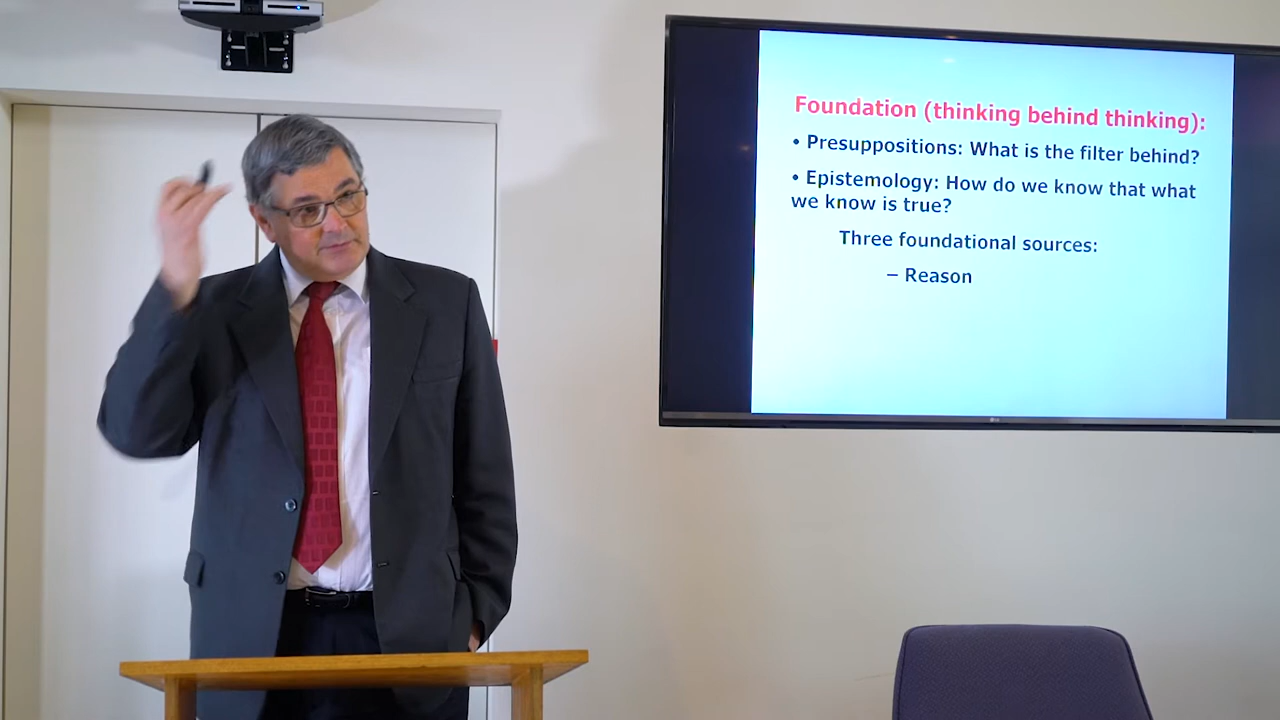 Foundation (thinking behind thinking):
• Presuppositions: What is the filter behind?
• Epistemology: How do we know that what
we know is true?
Three foundational sources:
– Reason
LG